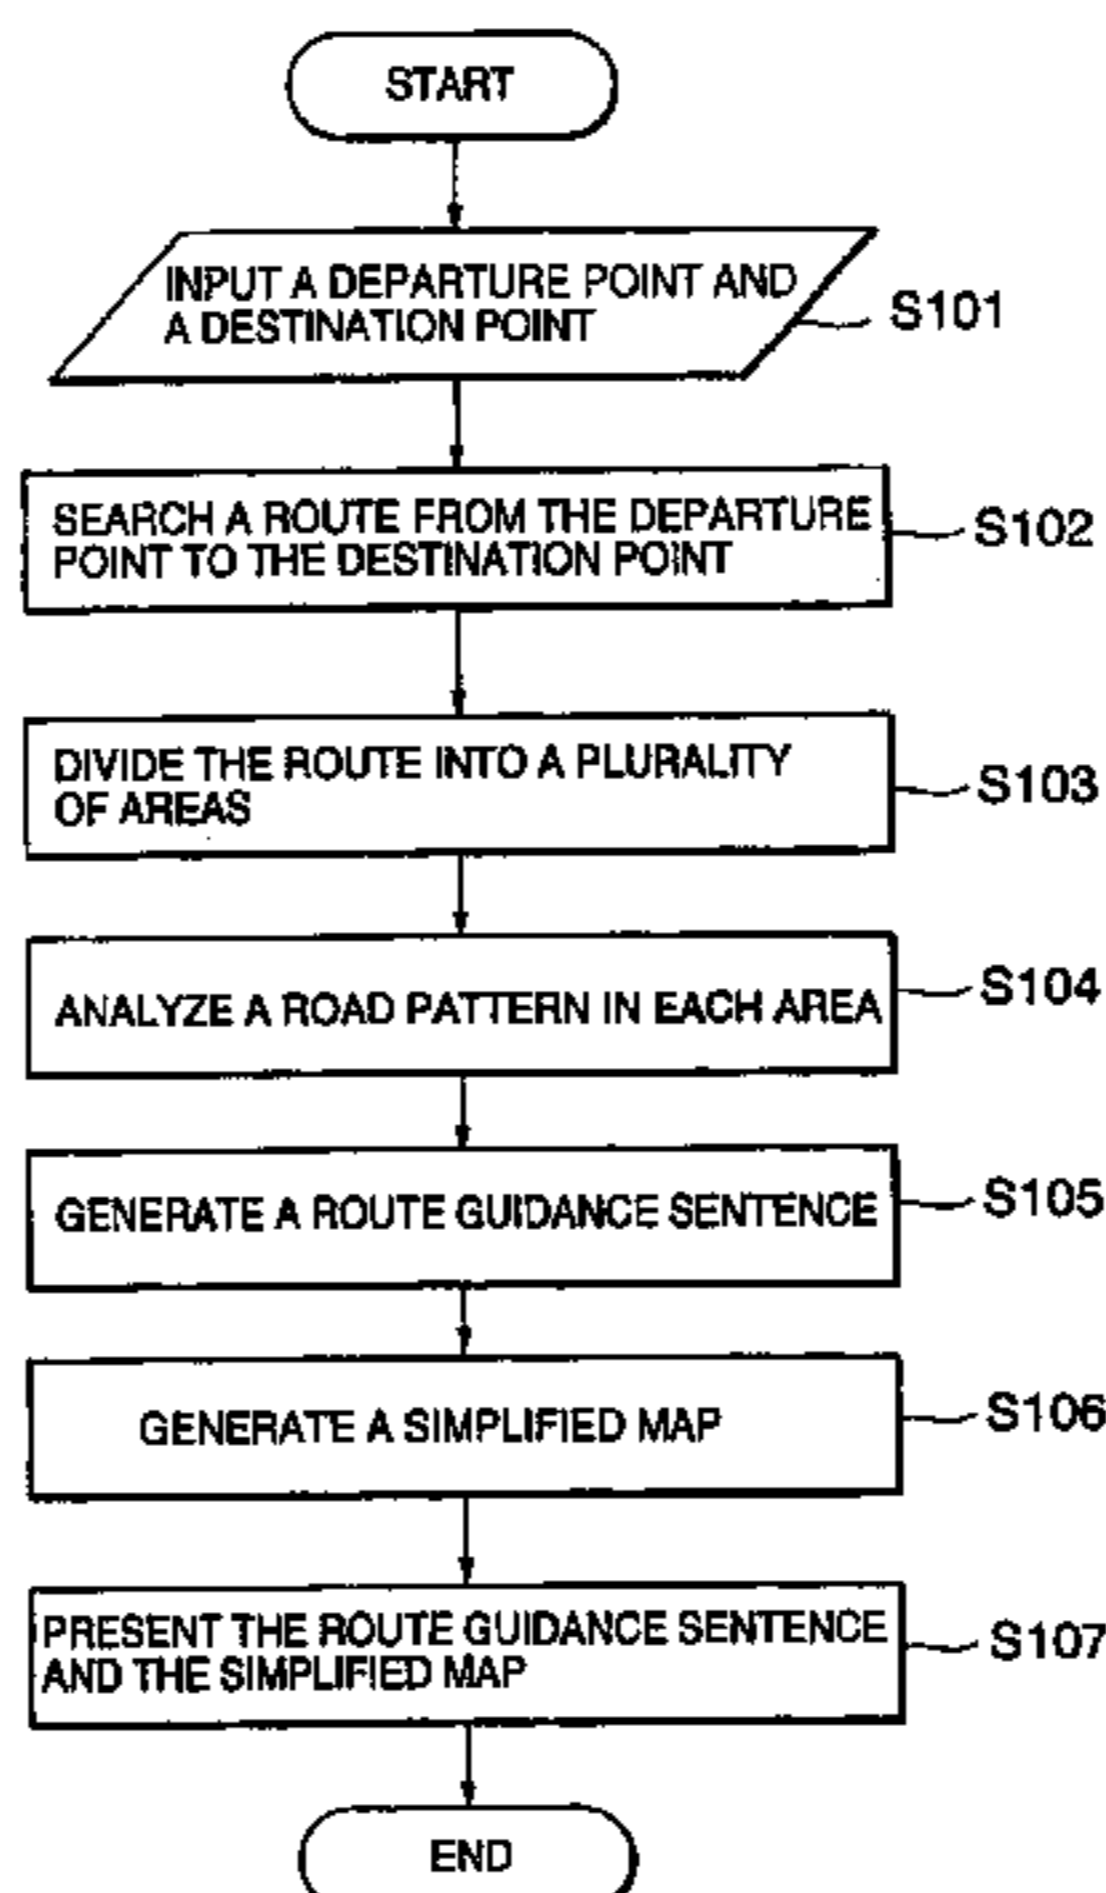 START
INPUT A DEPARTURE POINT AND
A DESTINATION POINT
S101
SEARCH A ROUTE FROM THE DEPARTURE
POINT TO THE DESTINATION POINT
S102
DIVIDE THE ROUTE INTO A PLURALITY
OF AREAS
S103
ANALYZE A ROAD PATTERN IN EACH AREA
S104
GENERATE A ROUTE GUIDANCE SENTENCE
S105
GENERATE A SIMPLIFIED MAP
S106
PRESENT THE ROUTE GUIDANCE SENTENCE
AND THE SIMPLIFIED MAP
S107
END